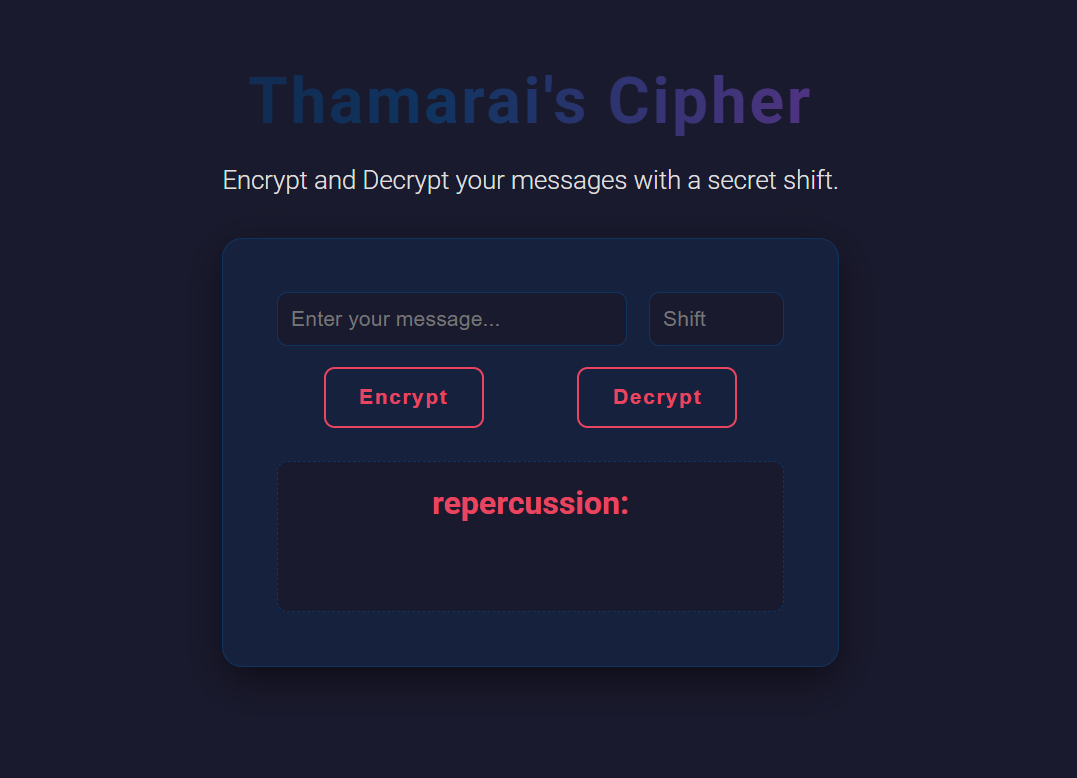 Thamarai's Cipher
Encrypt and Decrypt your messages with a secret shift.
Enter your message... Shift
Encrypt Decrypt
repercussion: